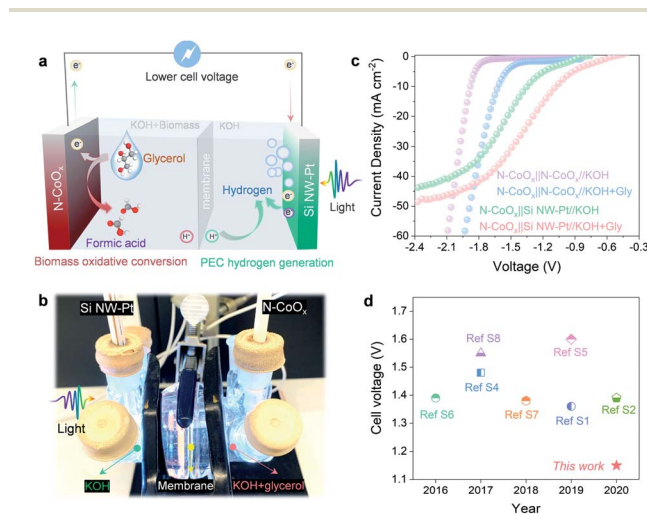 a
e⁻
Lower cell voltage
e⁻
KOH+Biomass
KOH
N-CoOₓ
e⁻
Glycerol
membrane
Hydrogen
Si NW-Pt
e⁻
e⁻
Light
Formic acid
H⁺
H⁺
Biomass oxidative conversion
PEC hydrogen generation
b
Si NW-Pt
N-CoOₓ
Light
KOH
Membrane
KOH+glycerol
c
Current Density (mA cm⁻²)
0
-10
-20
-30
-40
-50
-60
N-CoOₓ||N-CoOₓ//KOH
N-CoOₓ||N-CoOₓ//KOH+Gly
N-CoOₓ||Si NW-Pt//KOH
N-CoOₓ||Si NW-Pt//KOH+Gly
-2.4 -2.1 -1.8 -1.5 -1.2 -0.9 -0.6 -0.3
Voltage (V)
d
Cell voltage (V)
1.7
1.6
1.5
1.4
1.3
1.2
1.1
Ref S8
Ref S5
Ref S4
Ref S6
Ref S7
Ref S1
Ref S2
This work
2016 2017 2018 2019 2020
Year